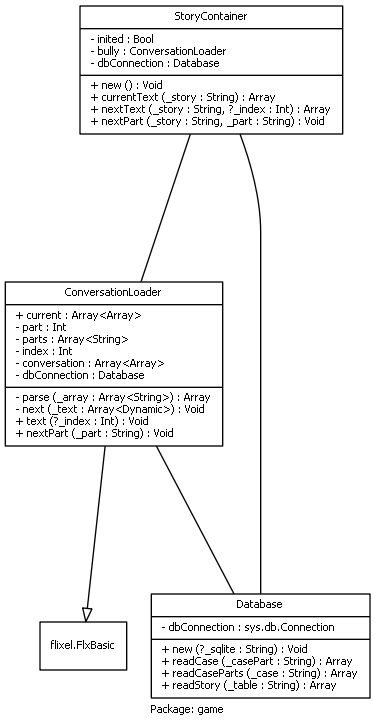 StoryContainer
- inited : Bool
- bully : ConversationLoader
- dbConnection : Database
+ new () : Void
+ currentText (_story : String) : Array
+ nextText (_story : String, ?_index : Int) : Array
+ nextPart (_story : String, _part : String) : Void
ConversationLoader
+ current : Array<Array>
- part : Int
- parts : Array<String>
- index : Int
- conversation : Array<Array>
- dbConnection : Database
- parse (_array : Array<String>) : Array
- next (_text : Array<Dynamic>) : Void
+ text (?_index : Int) : Void
+ nextPart (_part : String) : Void
flixel.FlxBasic
Database
- dbConnection : sys.db.Connection
+ new (?_sqlite : String) : Void
+ readCase (_casePart : String) : Array
+ readCaseParts (_case : String) : Array
+ readStory (_table : String) : Array
Package: game